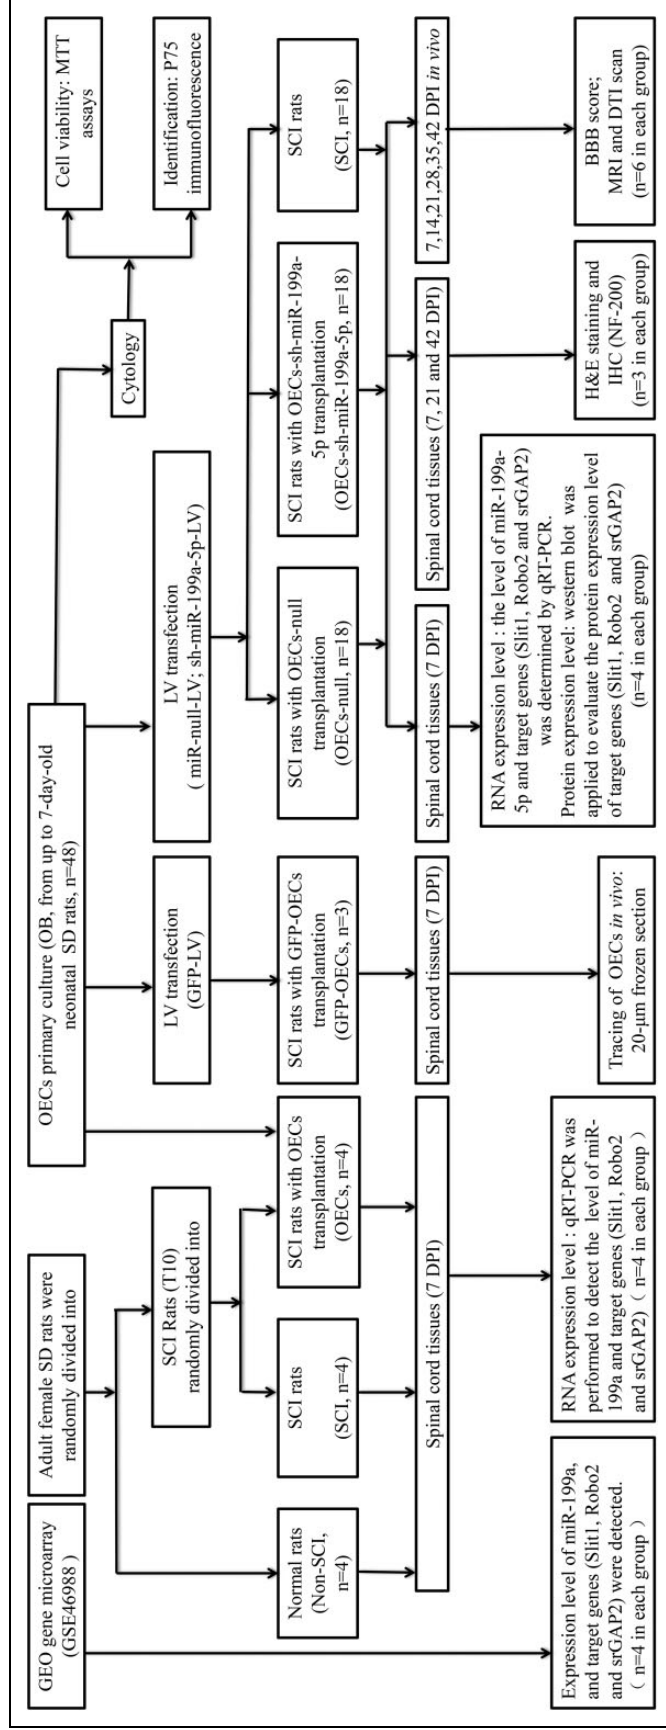 GEO gene microarray
(GSE46988 )
Adult female SD rats were
randomly divided into
OECs primary culture (OB, from up to 7-day-old
neonatal SD rats, n=48)
SCI Rats (T10)
randomly divided into
LV transfection
(GFP-LV)
LV transfection
( miR-null-LV; sh-miR-199a-5p-LV)
Cytology
Cell viability: MTT
assays
Identification: P75
immunofluorescence
Normal rats
(Non-SCI,
n=4)
SCI rats
(SCI, n=4)
SCI rats with OECs
transplantation
(OECs, n=4)
SCI rats with GFP-OECs
transplantation
(GFP-OECs, n=3)
SCI rats with OECs-null
transplantation
(OECs-null, n=18)
SCI rats with OECs-sh-miR-199a-
5p transplantation
(OECs-sh-miR-199a-5p, n=18)
SCI rats
(SCI, n=18)
Spinal cord tissues (7 DPI)
Spinal cord tissues (7 DPI)
Spinal cord tissues (7 DPI)
Spinal cord tissues (7, 21 and 42 DPI)
7,14,21,28,35,42 DPI in vivo
Expression level of miR-199a,
and target genes (Slit1, Robo2
and srGAP2) were detected.
( n=4 in each group )
RNA expression level : qRT-PCR was
performed to detect the level of miR-
199a and target genes (Slit1, Robo2
and srGAP2) ( n=4 in each group )
Tracing of OECs in vivo:
20-μm frozen section
RNA expression level : the level of miR-199a-
5p and target genes (Slit1, Robo2 and srGAP2)
was determined by qRT-PCR.
Protein expression level: western blot was
applied to evaluate the protein expression level
of target genes (Slit1, Robo2 and srGAP2)
(n=4 in each group)
H&E staining and
IHC (NF-200)
(n=3 in each group)
BBB score;
MRI and DTI scan
(n=6 in each group)